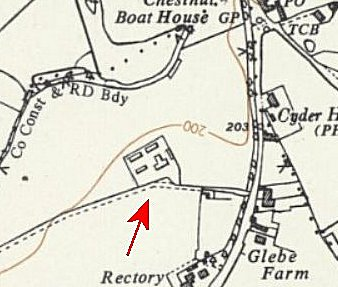 Chestnut
Boat House
GP
PO
TCB
Co Const & RD Bdy
Cyder H
(PH
203
200
Glebe
Farm
Rectory